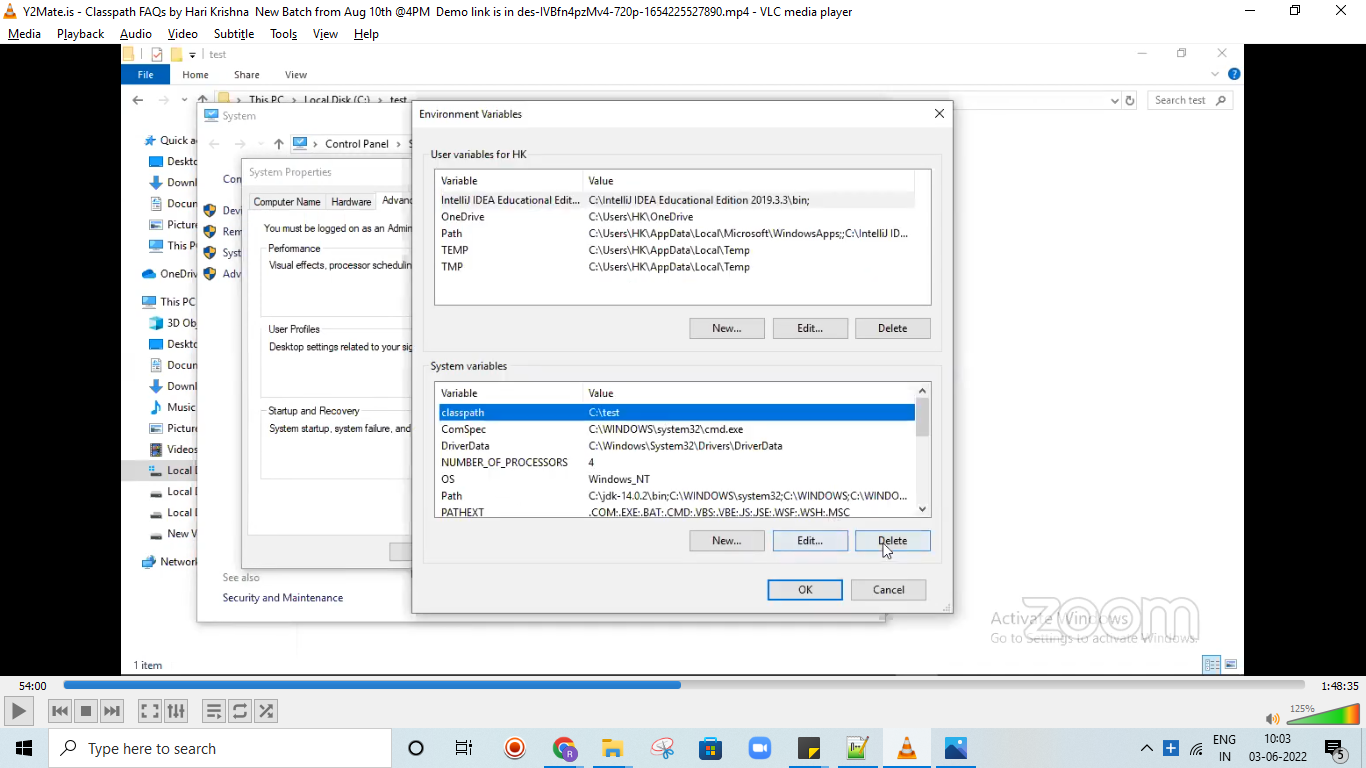 Y2Mate.is - Classpath FAQs by Hari Krishna  New Batch from Aug 10th @4PM  Demo link is in des-IVBfn4pzMv4-720p-1654225527890.mp4 - VLC media player
Media Playback Audio Video Subtitle Tools View Help
test
File Home Share View
This PC > Local Disk (C:) > test
Search test
System
Control Panel
System Properties
Computer Name Hardware Advanc
You must be logged on as an Admin
Performance
Visual effects, processor schedulin
User Profiles
Desktop settings related to your sig
Startup and Recovery
System startup, system failure, and
See also
Security and Maintenance
Quick a
Deskto
Downl
Docun
Picture
This P
OneDriv
This PC
3D Obj
Deskto
Docun
Downl
Music
Picture
Videos
Local D
Local D
Local D
New V
Network
Con
Devi
Rem
Syst
Adv
Environment Variables
User variables for HK
Variable Value
IntelliJ IDEA Educational Edit... C:\IntelliJ IDEA Educational Edition 2019.3.3\bin;
OneDrive C:\Users\HK\OneDrive
Path C:\Users\HK\AppData\Local\Microsoft\WindowsApps;;C:\IntelliJ ID...
TEMP C:\Users\HK\AppData\Local\Temp
TMP C:\Users\HK\AppData\Local\Temp
New... Edit... Delete
System variables
Variable Value
classpath C:\test
ComSpec C:\WINDOWS\system32\cmd.exe
DriverData C:\Windows\System32\Drivers\DriverData
NUMBER_OF_PROCESSORS 4
OS Windows_NT
Path C:\jdk-14.0.2\bin;C:\WINDOWS\system32;C:\WINDOWS;C:\WINDO...
PATHEXT .COM;.EXE;.BAT;.CMD;.VBS;.VBE;.JS;.JSE;.WSF;.WSH;.MSC
New... Edit... Delete
OK Cancel
zoom
Activate Windows
Go to Settings to activate Windows.
1 item
54:00 1:48:35
125%
Type here to search
ENG
IN
10:03
03-06-2022
5